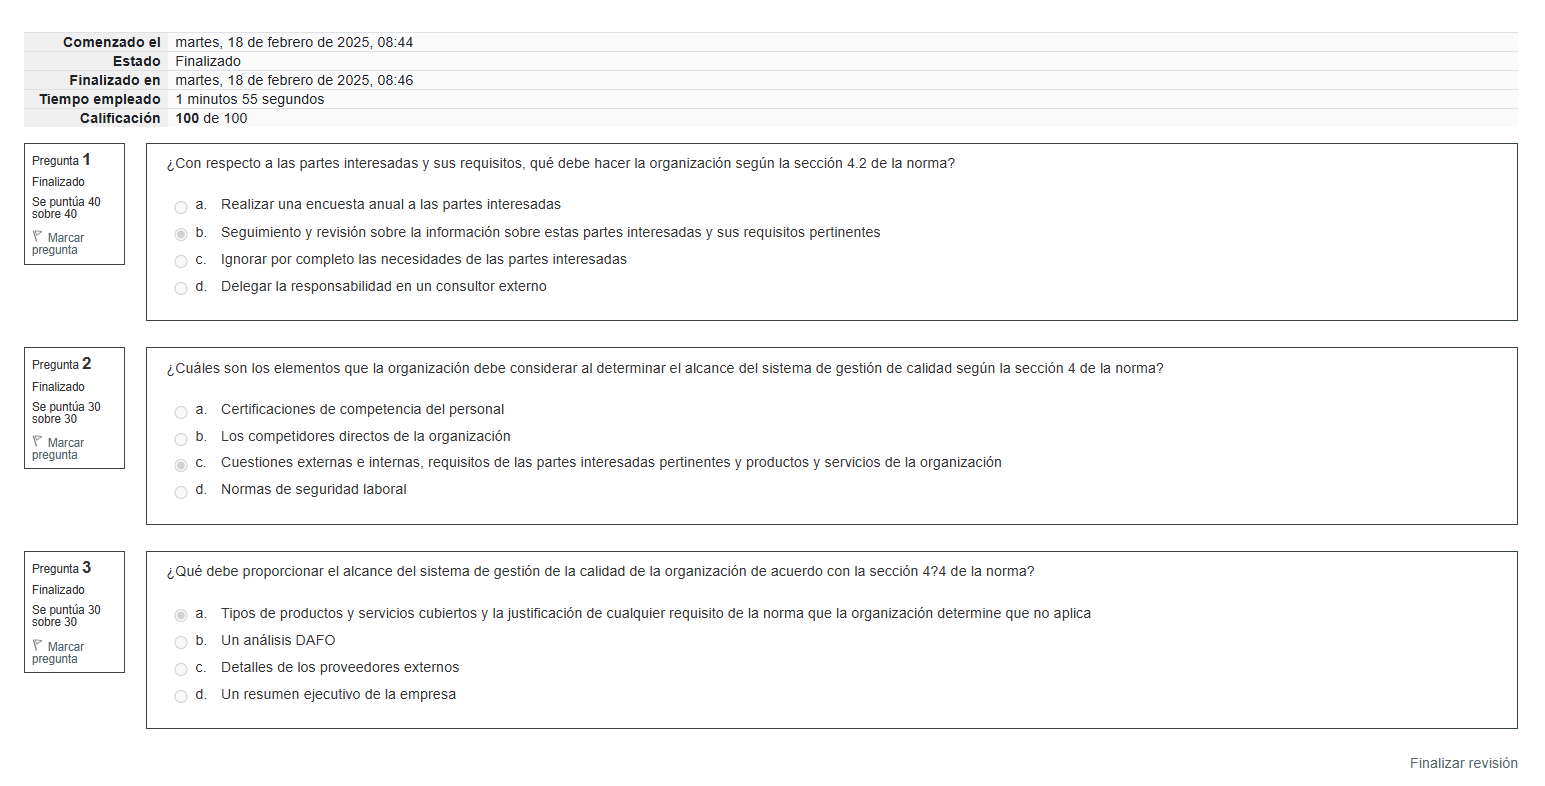 Comenzado el martes, 18 de febrero de 2025, 08:44
Estado Finalizado
Finalizado en martes, 18 de febrero de 2025, 08:46
Tiempo empleado 1 minutos 55 segundos
Calificación 100 de 100
Pregunta 1
Finalizado
Se puntúa 40
sobre 40
Marcar
pregunta
¿Con respecto a las partes interesadas y sus requisitos, qué debe hacer la organización según la sección 4.2 de la norma?
a. Realizar una encuesta anual a las partes interesadas
b. Seguimiento y revisión sobre la información sobre estas partes interesadas y sus requisitos pertinentes
c. Ignorar por completo las necesidades de las partes interesadas
d. Delegar la responsabilidad en un consultor externo
Pregunta 2
Finalizado
Se puntúa 30
sobre 30
Marcar
pregunta
¿Cuáles son los elementos que la organización debe considerar al determinar el alcance del sistema de gestión de calidad según la sección 4 de la norma?
a. Certificaciones de competencia del personal
b. Los competidores directos de la organización
c. Cuestiones externas e internas, requisitos de las partes interesadas pertinentes y productos y servicios de la organización
d. Normas de seguridad laboral
Pregunta 3
Finalizado
Se puntúa 30
sobre 30
Marcar
pregunta
¿Qué debe proporcionar el alcance del sistema de gestión de la calidad de la organización de acuerdo con la sección 4?4 de la norma?
a. Tipos de productos y servicios cubiertos y la justificación de cualquier requisito de la norma que la organización determine que no aplica
b. Un análisis DAFO
c. Detalles de los proveedores externos
d. Un resumen ejecutivo de la empresa
Finalizar revisión